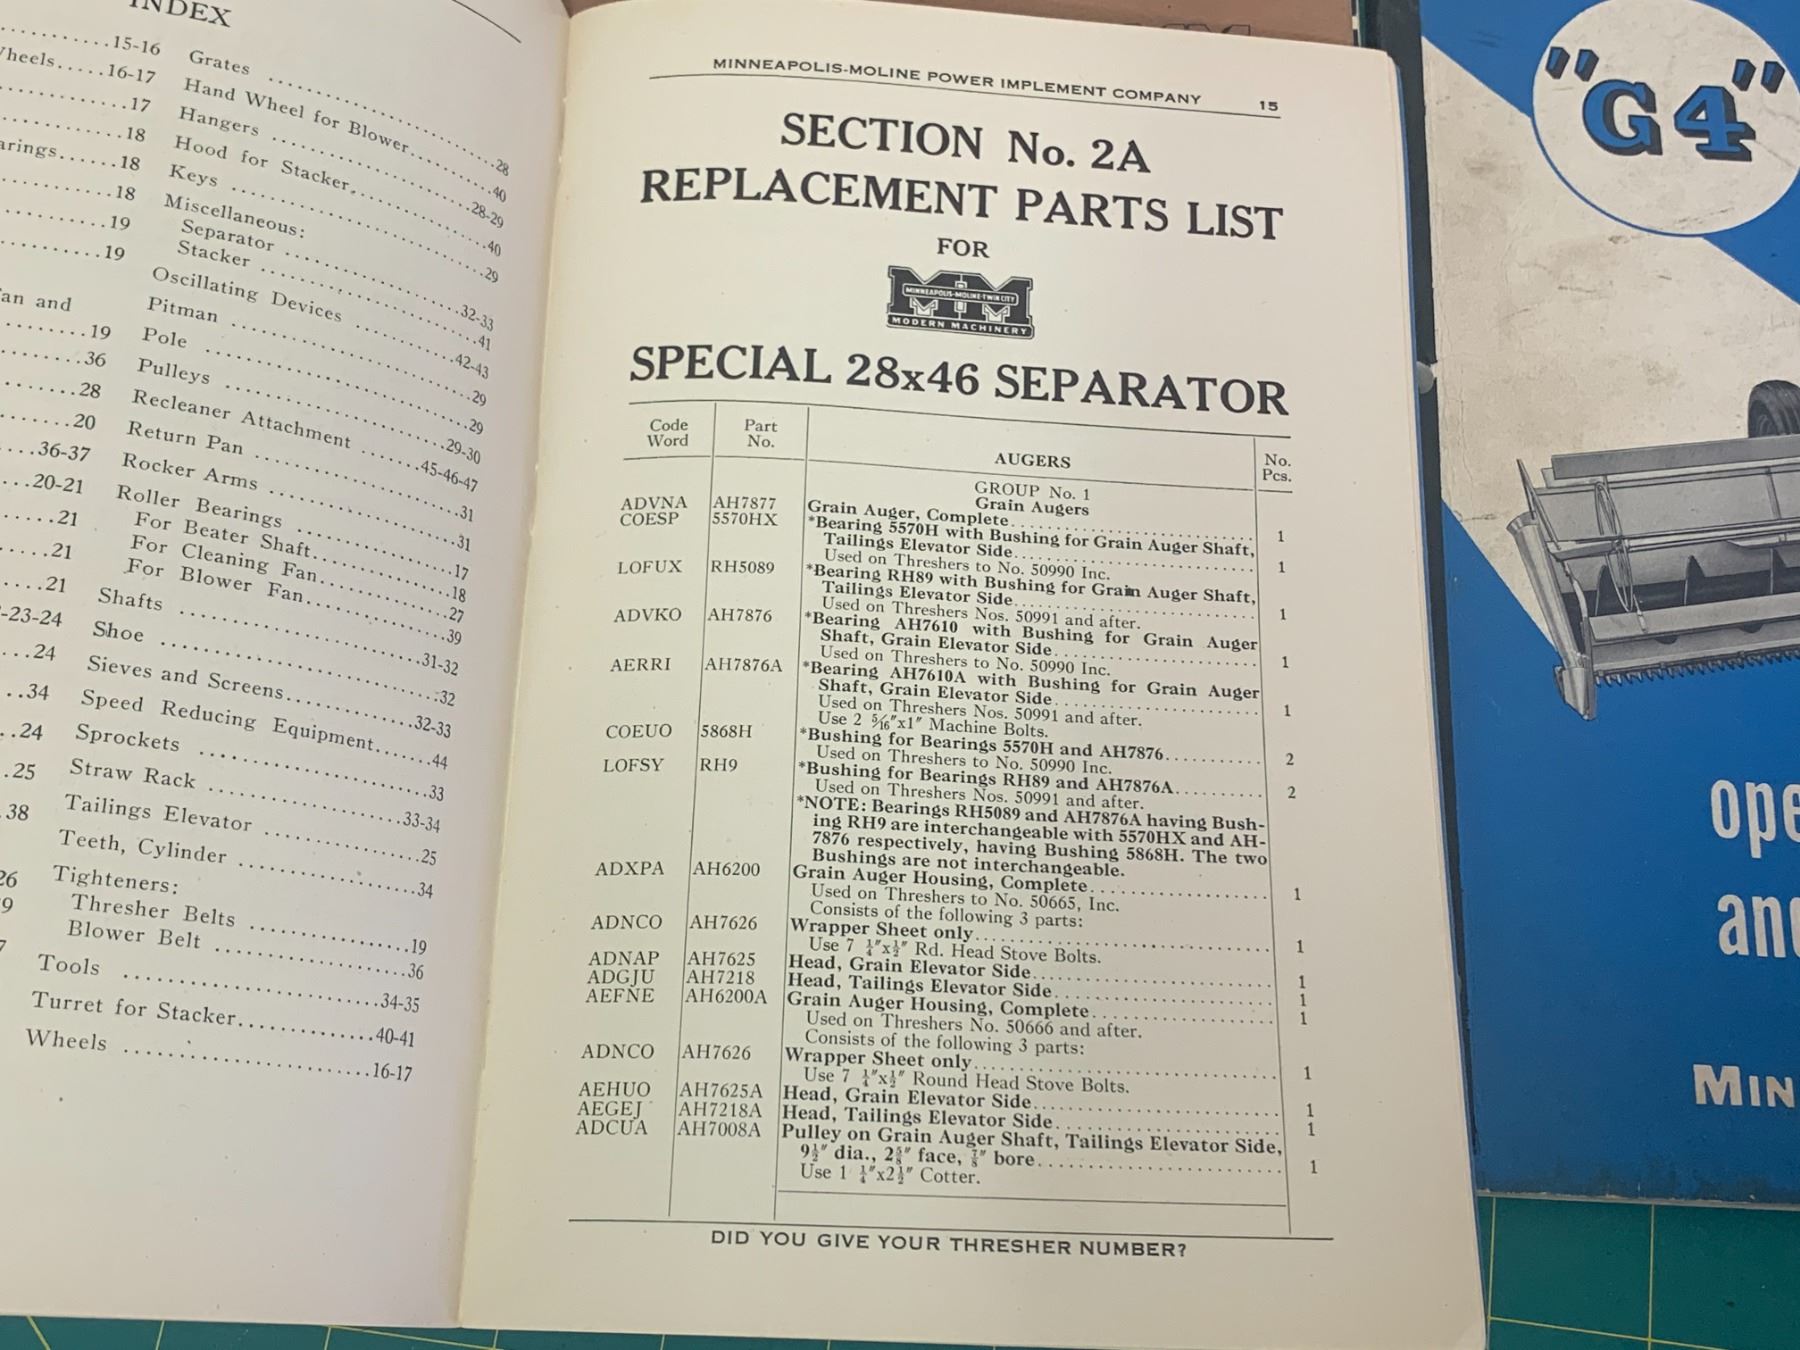 INDEX
...........15-16
Wheels.....16-17
............17
............18
arings......18
............18
............19
............19
an and
........19
......36
......28
......20
....36-37
...20-21
......21
.....21
.....21
-23-24
....24
..34
..24
.25
.38
26
9
7
Grates ..............................28
Hand Wheel for Blower..........40
Hangers ..........................28-29
Hood for Stacker..................40
Keys ..............................29
Miscellaneous:
Separator .......................32-33
Stacker .........................41
Oscillating Devices ............42-43
Pitman ...........................29
Pole .............................29
Pulleys ..........................29-30
Recleaner Attachment .......45-46-47
Return Pan .......................31
Rocker Arms ......................31
Roller Bearings ..................17
For Beater Shaft................18
For Cleaning Fan................27
For Blower Fan..................39
Shafts ...........................31-32
Shoe .............................32
Sieves and Screens...............32-33
Speed Reducing Equipment......44
Sprockets ........................33
Straw Rack .......................33-34
Tailings Elevator ................25
Teeth, Cylinder ..................34
Tighteners:
Thresher Belts ..................19
Blower Belt .....................36
Tools ............................34-35
Turret for Stacker...............40-41
Wheels ...........................16-17
MINNEAPOLIS-MOLINE POWER IMPLEMENT COMPANY 15
SECTION No. 2A
REPLACEMENT PARTS LIST
FOR
MM
MINNEAPOLIS-MOLINE TWIN CITY
MODERN MACHINERY
SPECIAL 28x46 SEPARATOR
Code Word Part No. AUGERS No. Pcs.
GROUP No. 1
Grain Augers
ADVNA AH7877 Grain Auger, Complete.............................. 1
COESP 5570HX *Bearing 5570H with Bushing for Grain Auger Shaft,
Tailings Elevator Side.............................. 1
Used on Threshers to No. 50990 Inc.
LOFUX RH5089 *Bearing RH89 with Bushing for Grain Auger Shaft,
Tailings Elevator Side.............................. 1
Used on Threshers Nos. 50991 and after.
ADVKO AH7876 *Bearing AH7610 with Bushing for Grain Auger
Shaft, Grain Elevator Side.......................... 1
Used on Threshers to No. 50990 Inc.
AERRI AH7876A *Bearing AH7610A with Bushing for Grain Auger
Shaft, Grain Elevator Side.......................... 1
Used on Threshers Nos. 50991 and after.
Use 2 5/16"x1" Machine Bolts.
COEUO 5868H *Bushing for Bearings 5570H and AH7876........... 2
Used on Threshers to No. 50990 Inc.
LOFSY RH9 *Bushing for Bearings RH89 and AH7876A.......... 2
Used on Threshers Nos. 50991 and after.
*NOTE: Bearings RH5089 and AH7876A having Bush-
ing RH9 are interchangeable with 5570HX and AH-
7876 respectively, having Bushing 5868H. The two
Bushings are not interchangeable.
ADXPA AH6200 Grain Auger Housing, Complete.................... 1
Used on Threshers to No. 50665, Inc.
Consists of the following 3 parts:
ADNCO AH7626 Wrapper Sheet only.............................. 1
Use 7 1/4"x1/2" Rd. Head Stove Bolts.
ADNAP AH7625 Head, Grain Elevator Side........................ 1
ADGJU AH7218 Head, Tailings Elevator Side..................... 1
AEFNE AH6200A Grain Auger Housing, Complete.................... 1
Used on Threshers No. 50666 and after.
Consists of the following 3 parts:
ADNCO AH7626 Wrapper Sheet only.............................. 1
Use 7 1/4"x1/2" Round Head Stove Bolts.
AEHUO AH7625A Head, Grain Elevator Side........................ 1
AEGEJ AH7218A Head, Tailings Elevator Side..................... 1
ADCUA AH7008A Pulley on Grain Auger Shaft, Tailings Elevator Side,
9 1/2" dia., 2 5/8" face, 7/8" bore........................ 1
Use 1 1/4"x2 1/2" Cotter.
DID YOU GIVE YOUR THRESHER NUMBER?
"G4"
ope
and
MIN